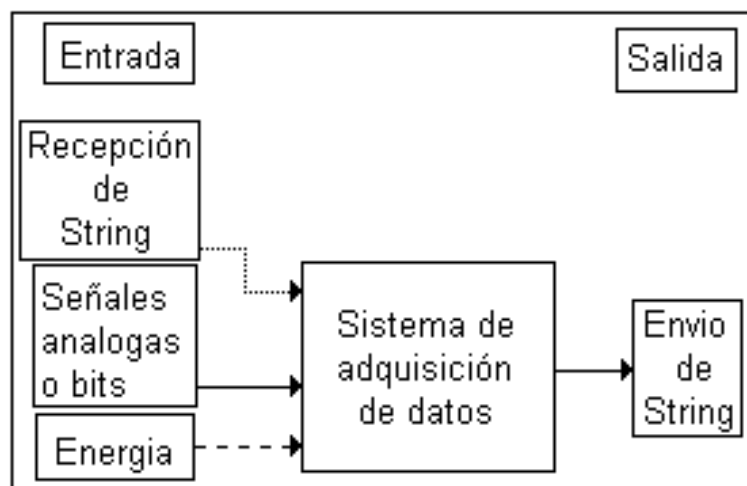 Entrada
Salida
Recepción
de
String
Señales
analogas
o bits
Energia
Sistema de
adquisición
de datos
Envio
de
String